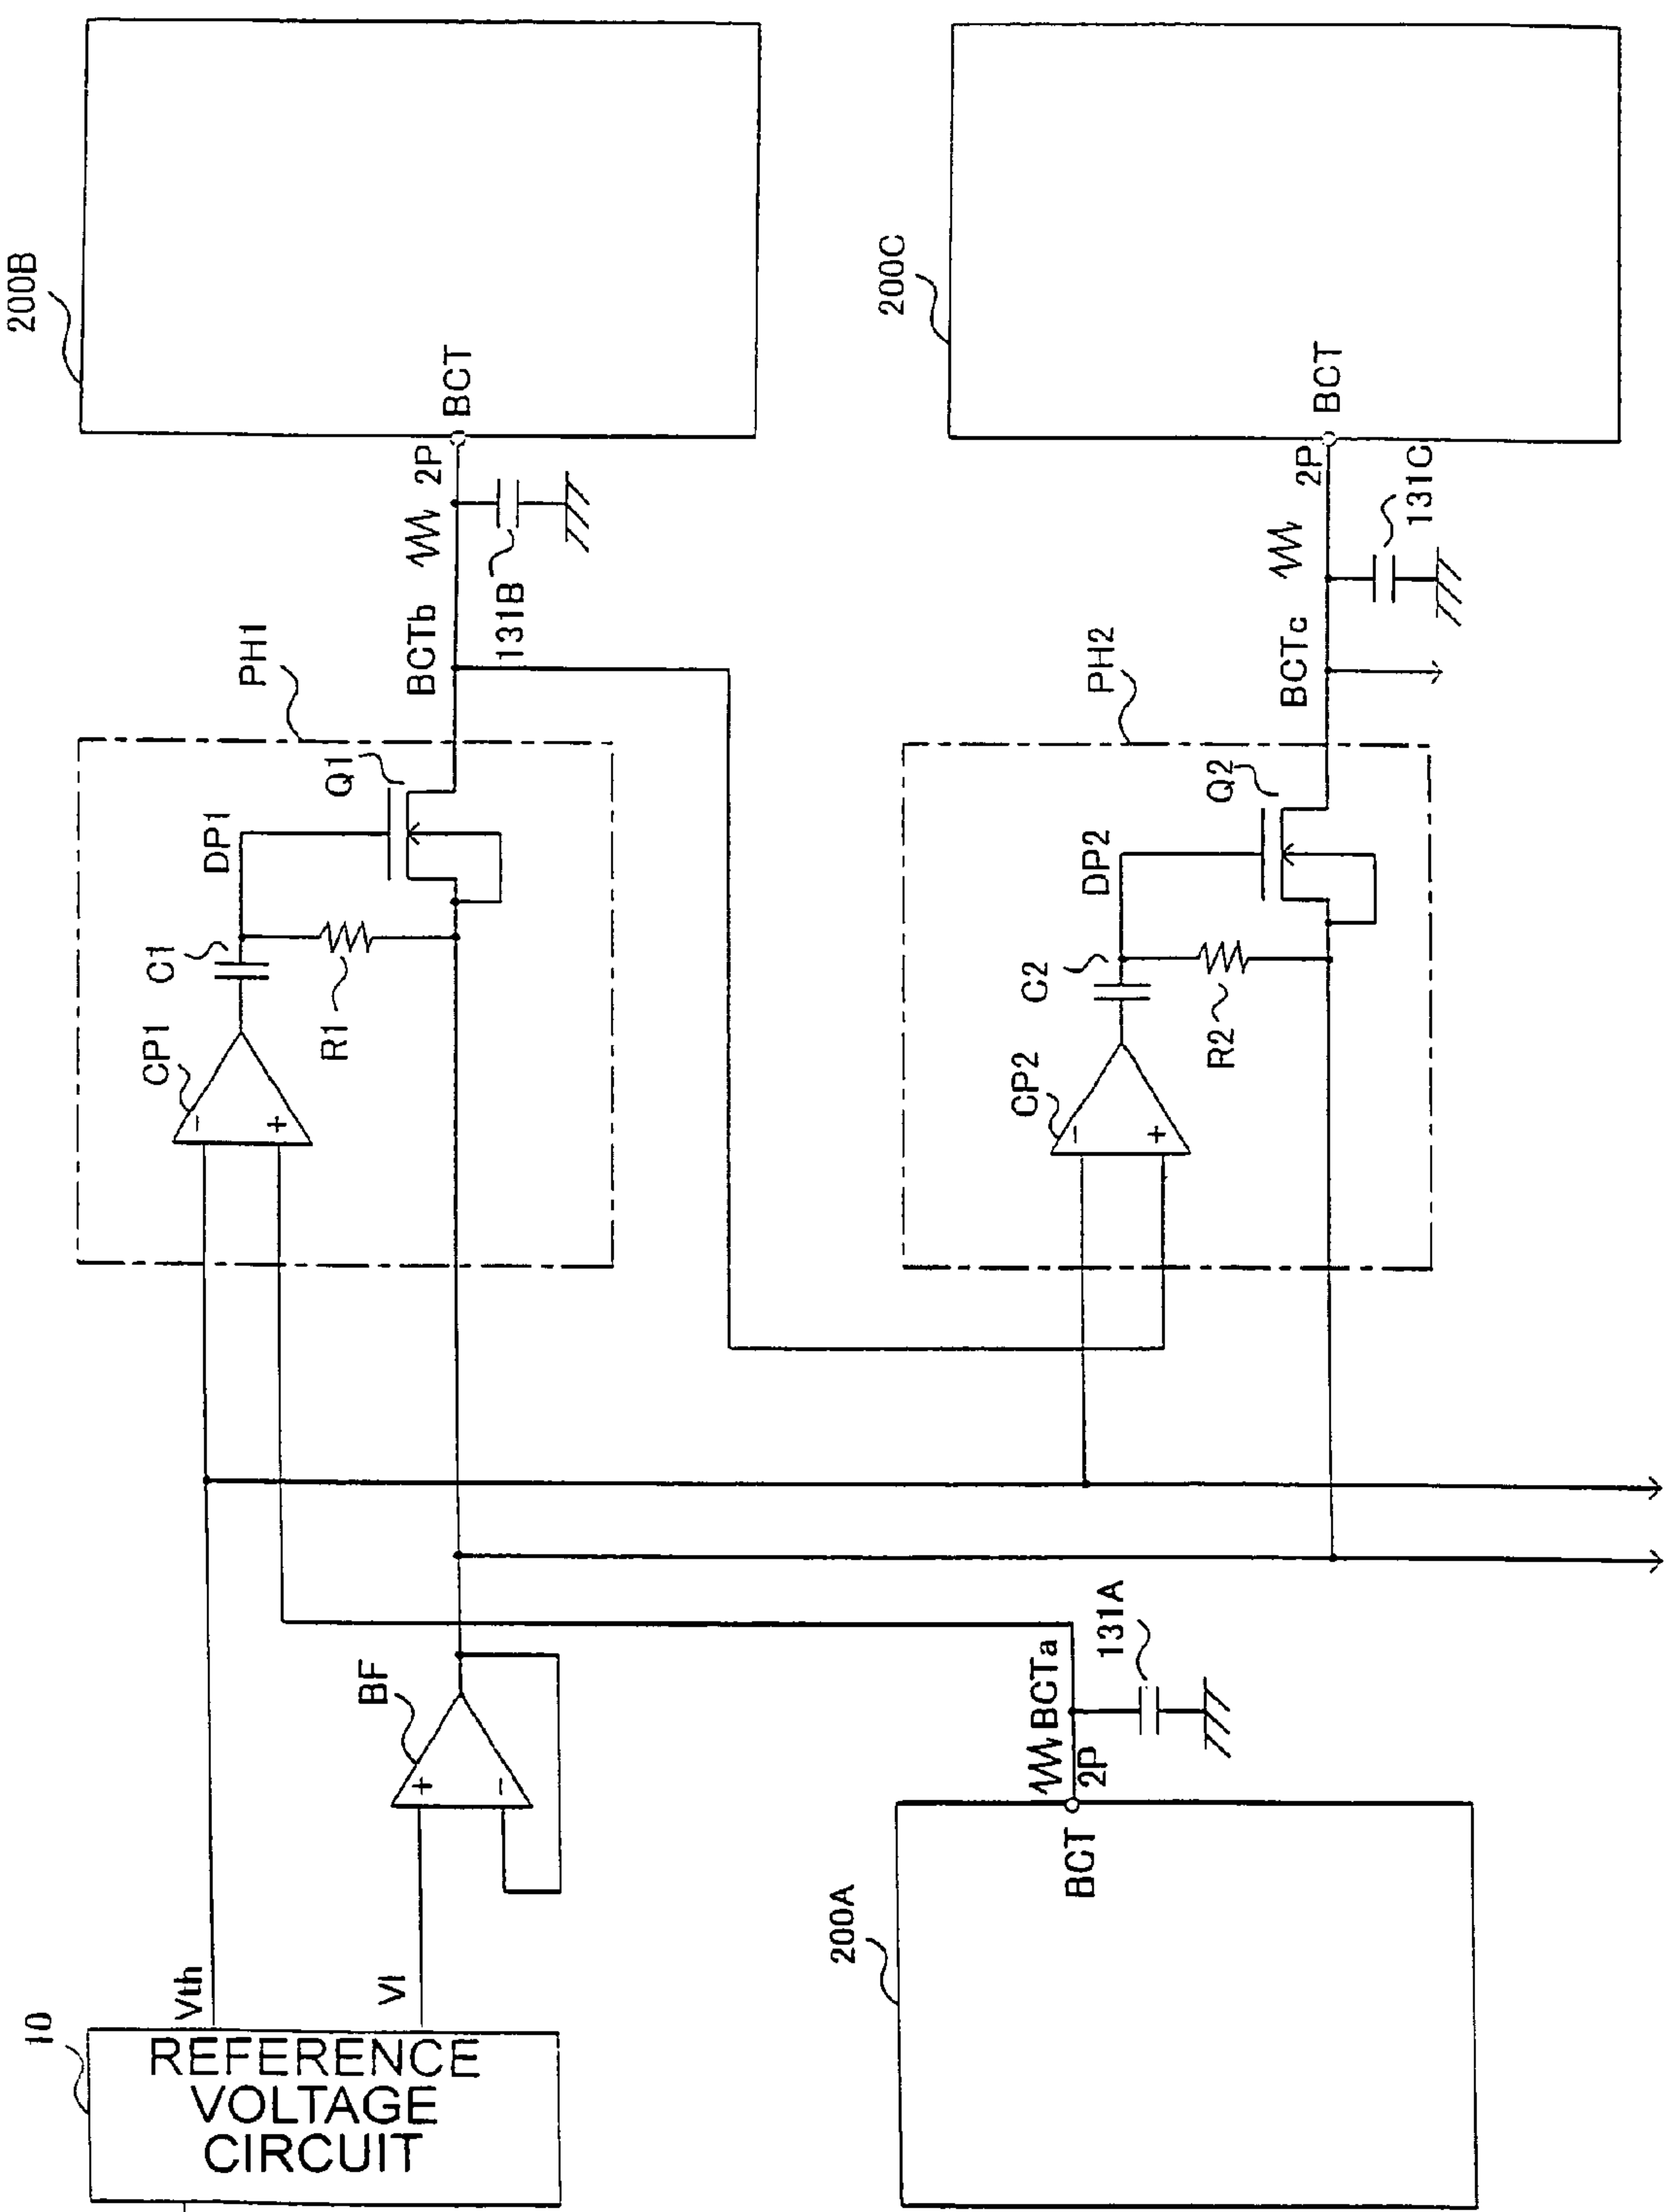 200B
BCT
2P
131B
BCTb
PH1
Q1
DP1
C1
R1
CP1
-
+
200C
BCT
2P
131C
BCTc
PH2
Q2
DP2
C2
R2
CP2
-
+
10
REFERENCE
VOLTAGE
CIRCUIT
Vth
VI
BF
+
-
200A
BCT
2P
BCTa
131A